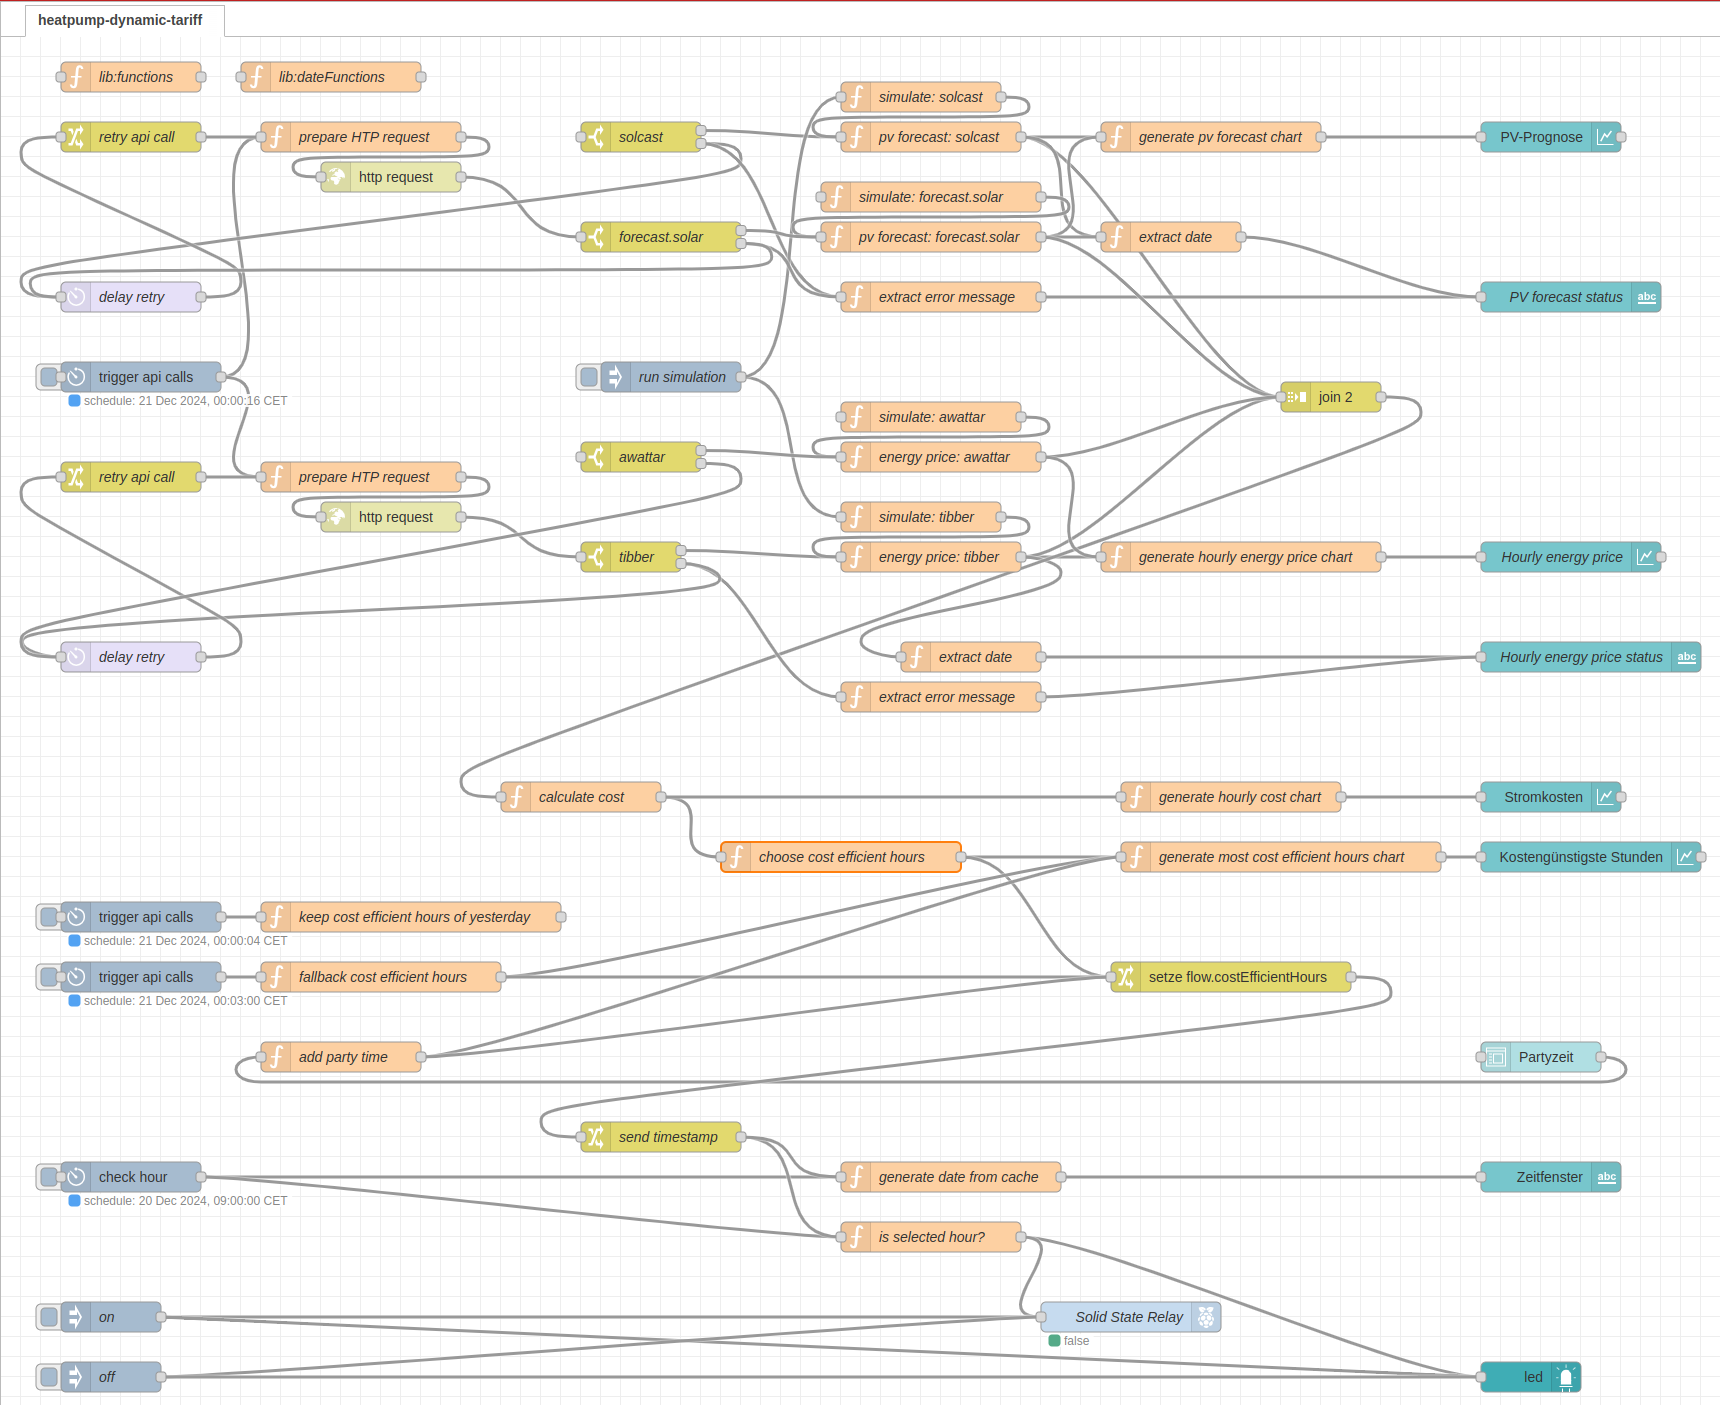 heatpump-dynamic-tariff
lib:functions
lib:dateFunctions
simulate: solcast
retry api call
prepare HTP request
solcast
pv forecast: solcast
generate pv forecast chart
PV-Prognose
http request
simulate: forecast.solar
forecast.solar
pv forecast: forecast.solar
extract date
delay retry
extract error message
PV forecast status
abc
trigger api calls
schedule: 21 Dec 2024, 00:00:16 CET
run simulation
join 2
simulate: awattar
awattar
energy price: awattar
retry api call
prepare HTP request
http request
simulate: tibber
tibber
energy price: tibber
generate hourly energy price chart
Hourly energy price
delay retry
extract date
Hourly energy price status
abc
extract error message
calculate cost
generate hourly cost chart
Stromkosten
choose cost efficient hours
generate most cost efficient hours chart
Kostengünstigste Stunden
trigger api calls
schedule: 21 Dec 2024, 00:00:04 CET
keep cost efficient hours of yesterday
trigger api calls
schedule: 21 Dec 2024, 00:03:00 CET
fallback cost efficient hours
setze flow.costEfficientHours
add party time
Partyzeit
send timestamp
check hour
schedule: 20 Dec 2024, 09:00:00 CET
generate date from cache
Zeitfenster
abc
is selected hour?
on
Solid State Relay
false
off
led